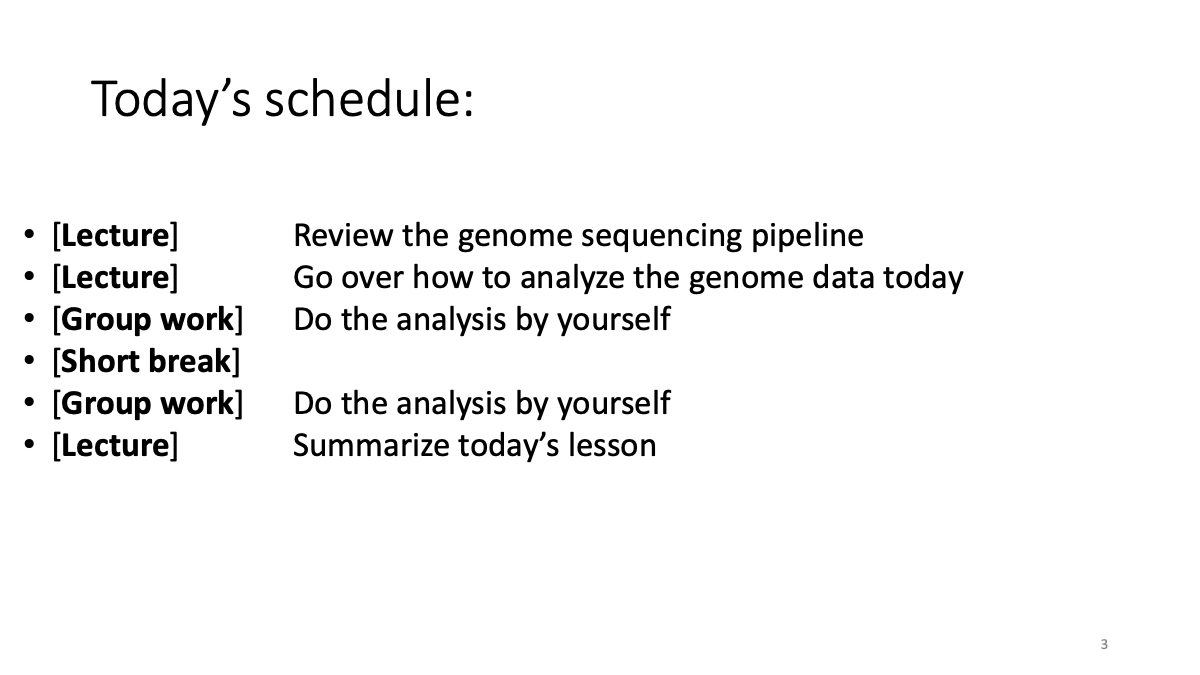 Today’s schedule:
• [Lecture] Review the genome sequencing pipeline
• [Lecture] Go over how to analyze the genome data today
• [Group work] Do the analysis by yourself
• [Short break]
• [Group work] Do the analysis by yourself
• [Lecture] Summarize today’s lesson
3